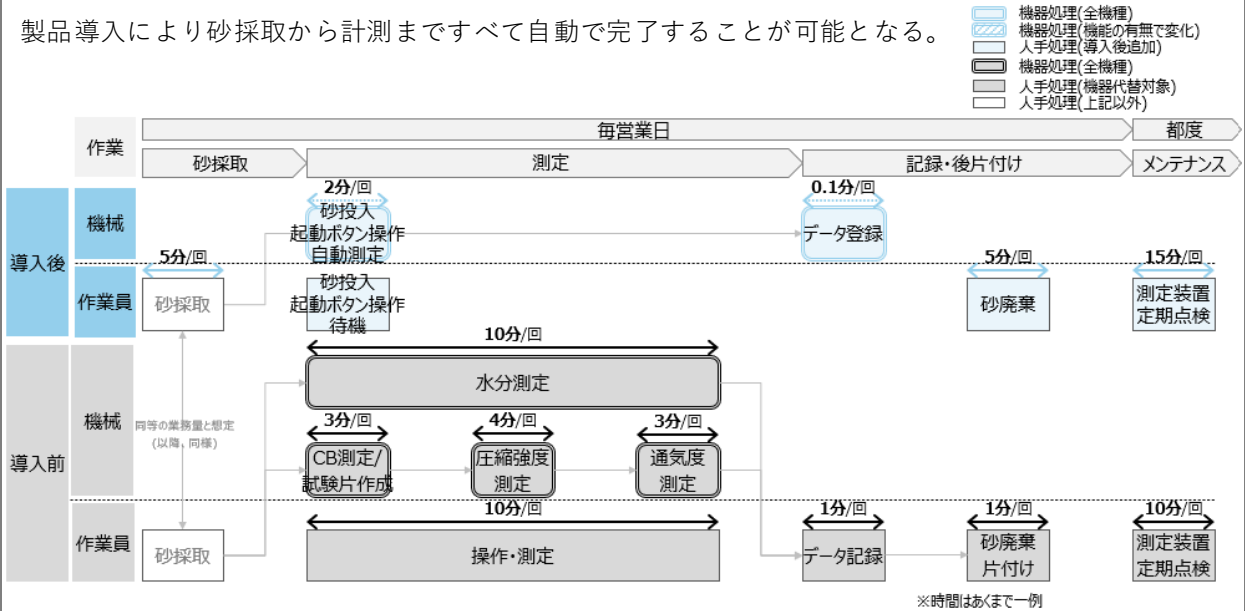 製品導入により砂採取から計測まですべて自動で完了することが可能となる。
機器処理(全機種)
機器処理(機能の有無で変化)
人手処理(導入後追加)
機器処理(全機種)
人手処理(機器代替対象)
人手処理(上記以外)
作業
毎営業日
都度
砂採取
測定
記録・後片付け
メンテナンス
導入後
機械
2分/回
砂投入
起動ボタン操作
自動測定
0.1分/回
データ登録
作業員
5分/回
砂採取
砂投入
起動ボタン操作
待機
5分/回
砂廃棄
15分/回
測定装置
定期点検
導入前
機械
同等の業務量と想定
(以降、同様)
10分/回
水分測定
3分/回
CB測定/
試験片作成
4分/回
圧縮強度
測定
3分/回
通気度
測定
作業員
砂採取
10分/回
操作・測定
1分/回
データ記録
1分/回
砂廃棄
片付け
10分/回
測定装置
定期点検
※時間はあくまで一例